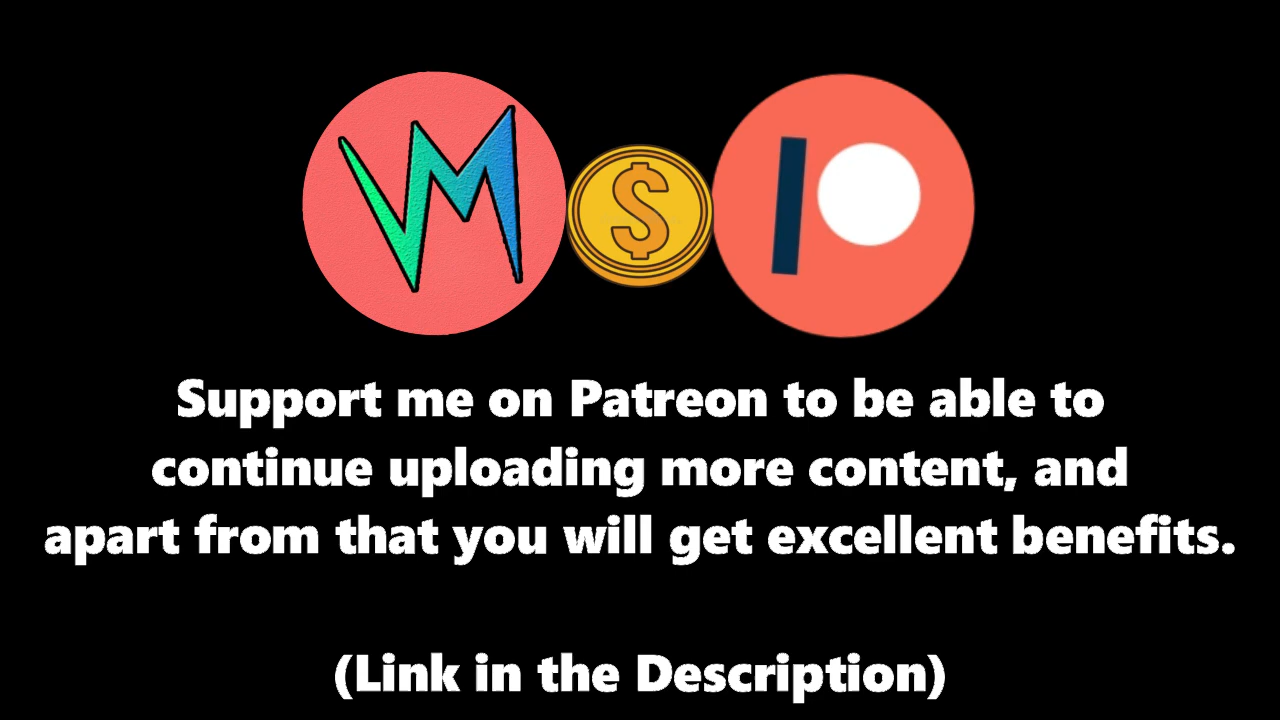 VM
$
Support me on Patreon to be able to
continue uploading more content, and
apart from that you will get excellent benefits.
(Link in the Description)